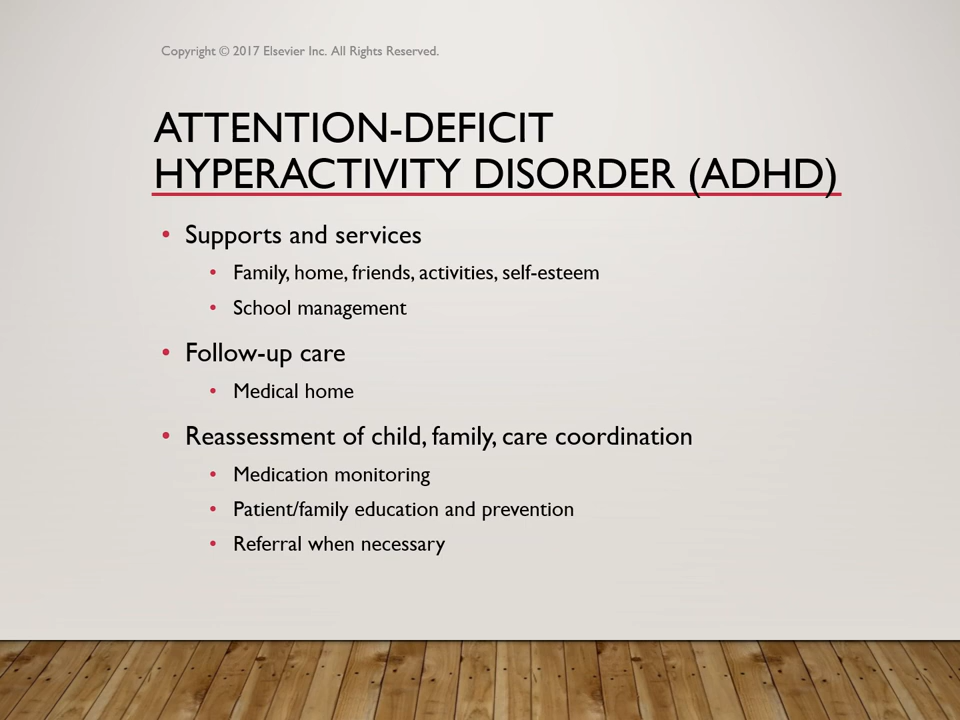 Copyright © 2017 Elsevier Inc. All Rights Reserved.
ATTENTION-DEFICIT
HYPERACTIVITY DISORDER (ADHD)
• Supports and services
• Family, home, friends, activities, self-esteem
• School management
• Follow-up care
• Medical home
• Reassessment of child, family, care coordination
• Medication monitoring
• Patient/family education and prevention
• Referral when necessary